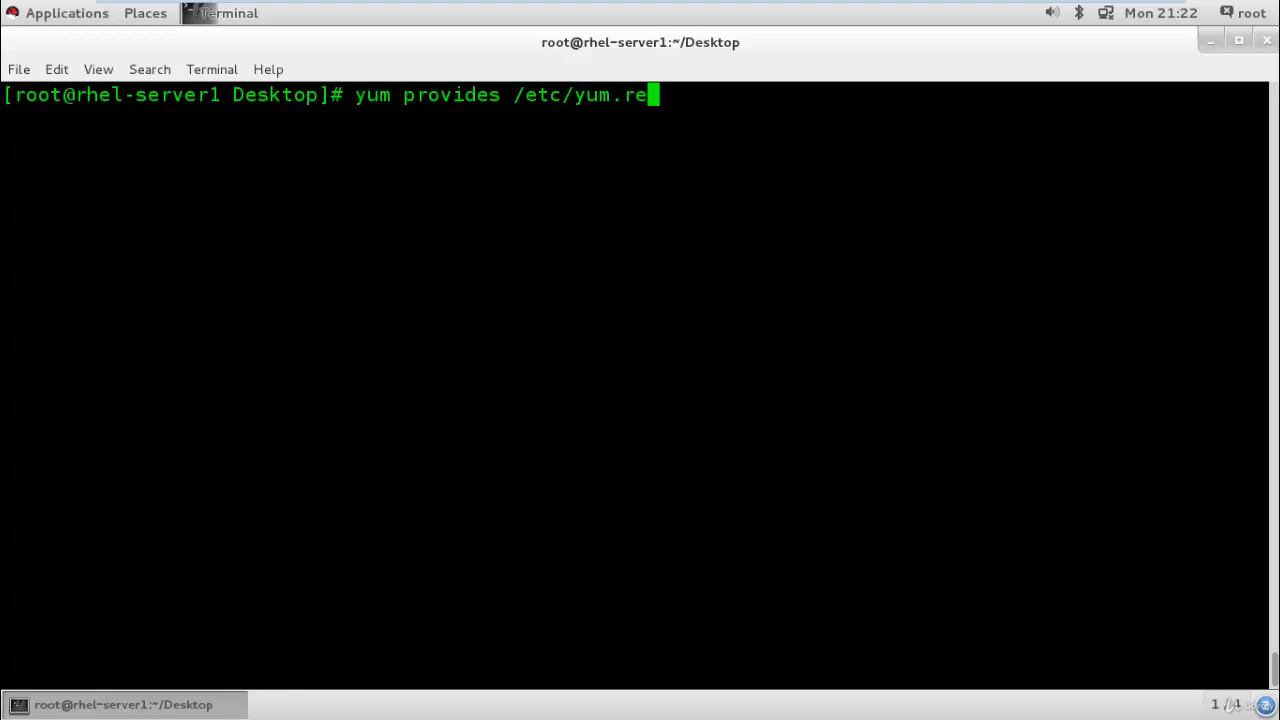 Applications Places Terminal Mon 21:22 root
root@rhel-server1:~/Desktop
File Edit View Search Terminal Help
[root@rhel-server1 Desktop]# yum provides /etc/yum.re
root@rhel-server1:~/Desktop 1 / 4